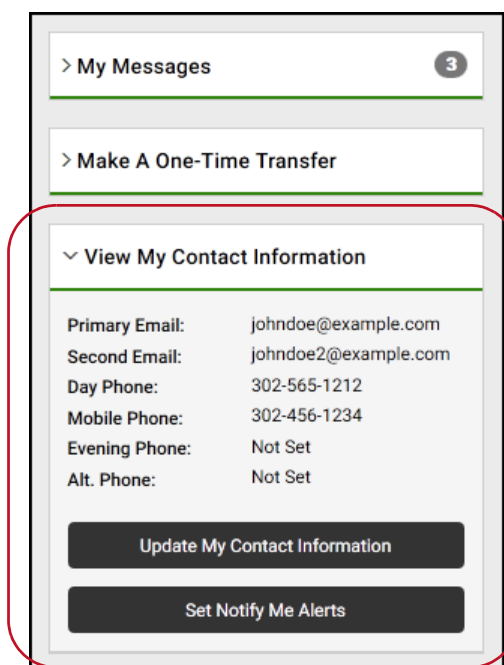 My Messages 3
Make A One-Time Transfer
View My Contact Information
Primary Email: johndoe@example.com
Second Email: johndoe2@example.com
Day Phone: 302-565-1212
Mobile Phone: 302-456-1234
Evening Phone: Not Set
Alt. Phone: Not Set
Update My Contact Information
Set Notify Me Alerts